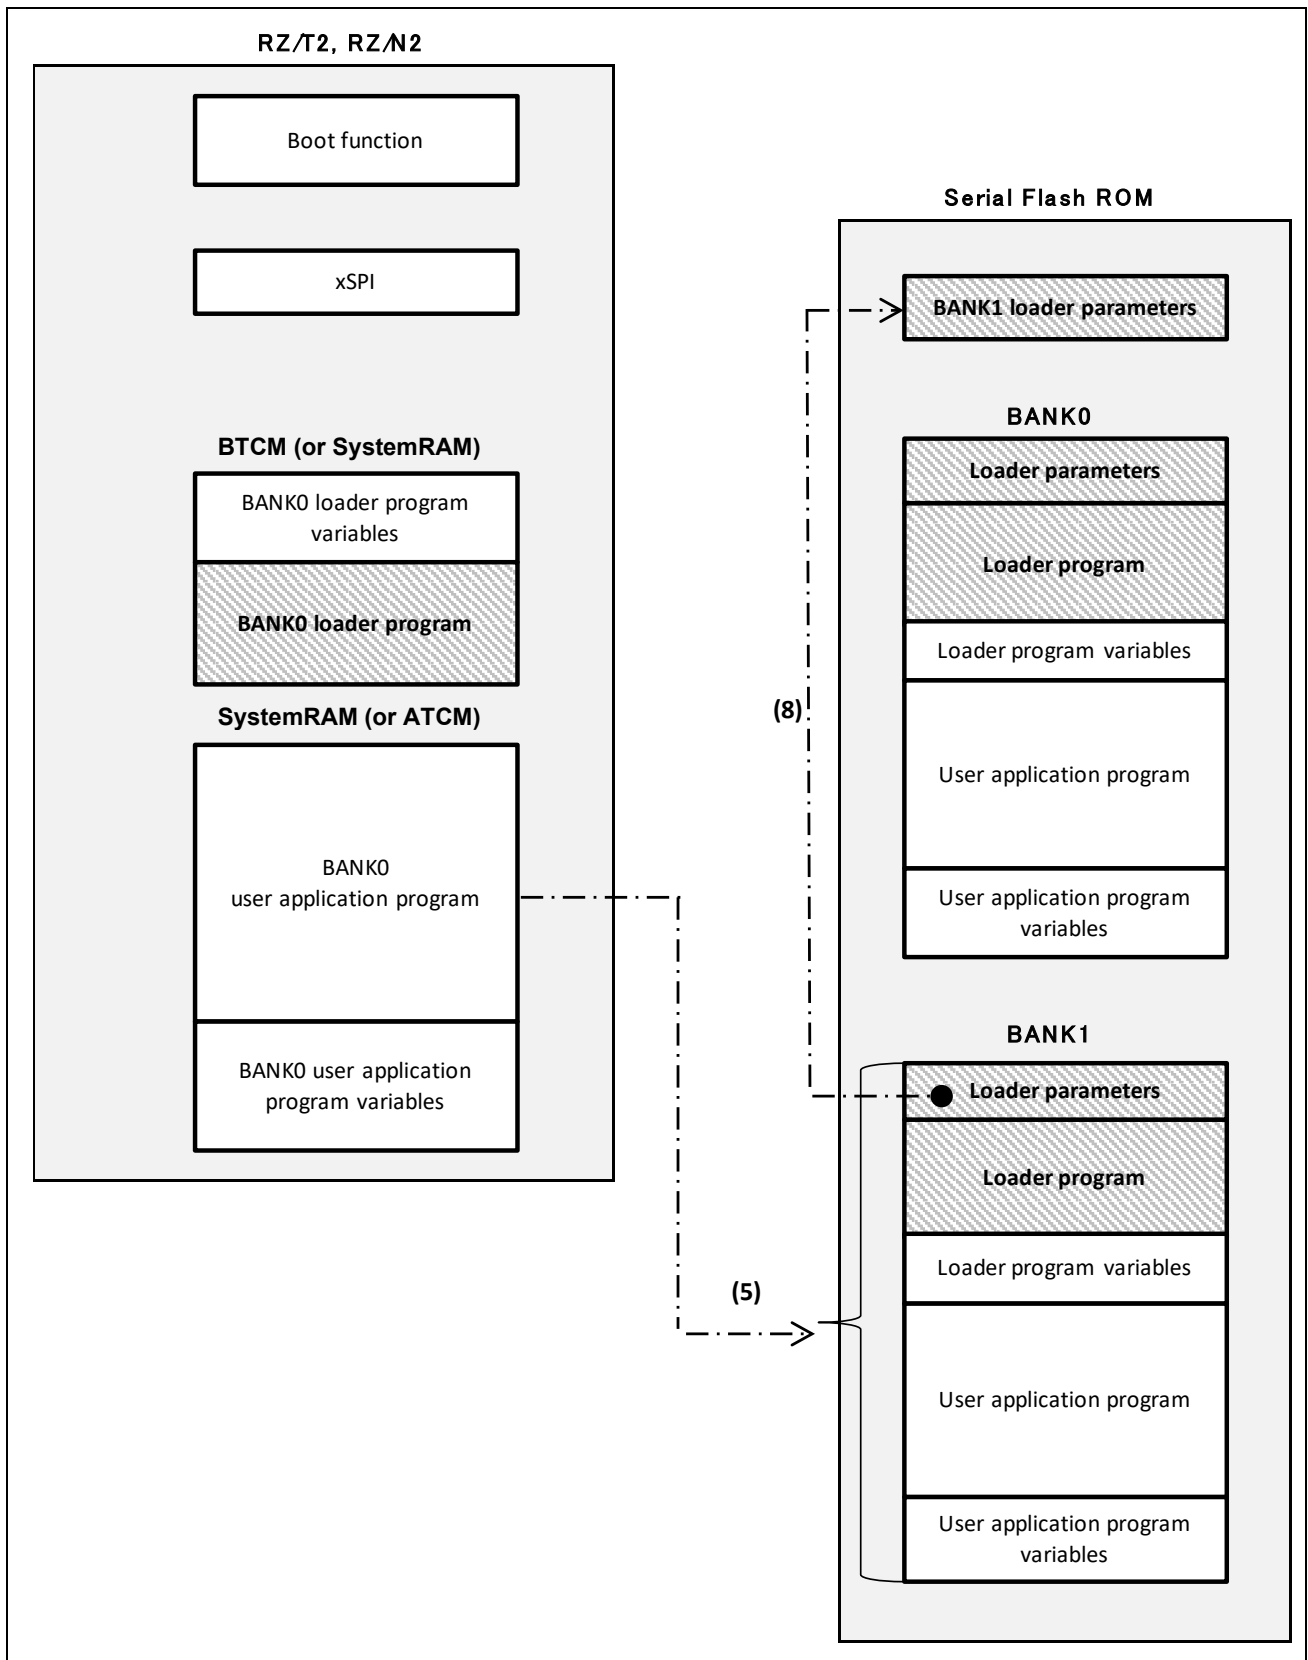 RZ/T2, RZ/N2
Boot function
xSPI
BTCM (or SystemRAM)
BANK0 loader program
variables
BANK0 loader program
SystemRAM (or ATCM)
BANK0
user application program
BANK0 user application
program variables
(5)
(8)
Serial Flash ROM
BANK1 loader parameters
BANK0
Loader parameters
Loader program
Loader program variables
User application program
User application program
variables
BANK1
Loader parameters
Loader program
Loader program variables
User application program
User application program
variables